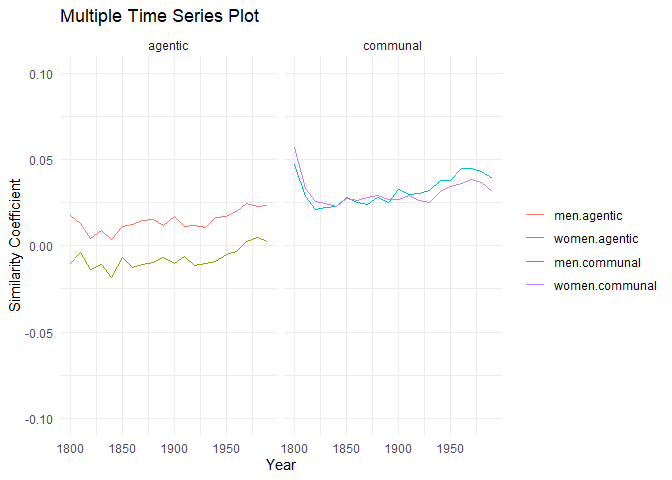 Multiple Time Series Plot
agentic
communal
0.10
0.05
0.00
-0.05
-0.10
Similarity Coefficient
1800
1850
1900
1950
1800
1850
1900
1950
Year
men.agentic
women.agentic
men.communal
women.communal